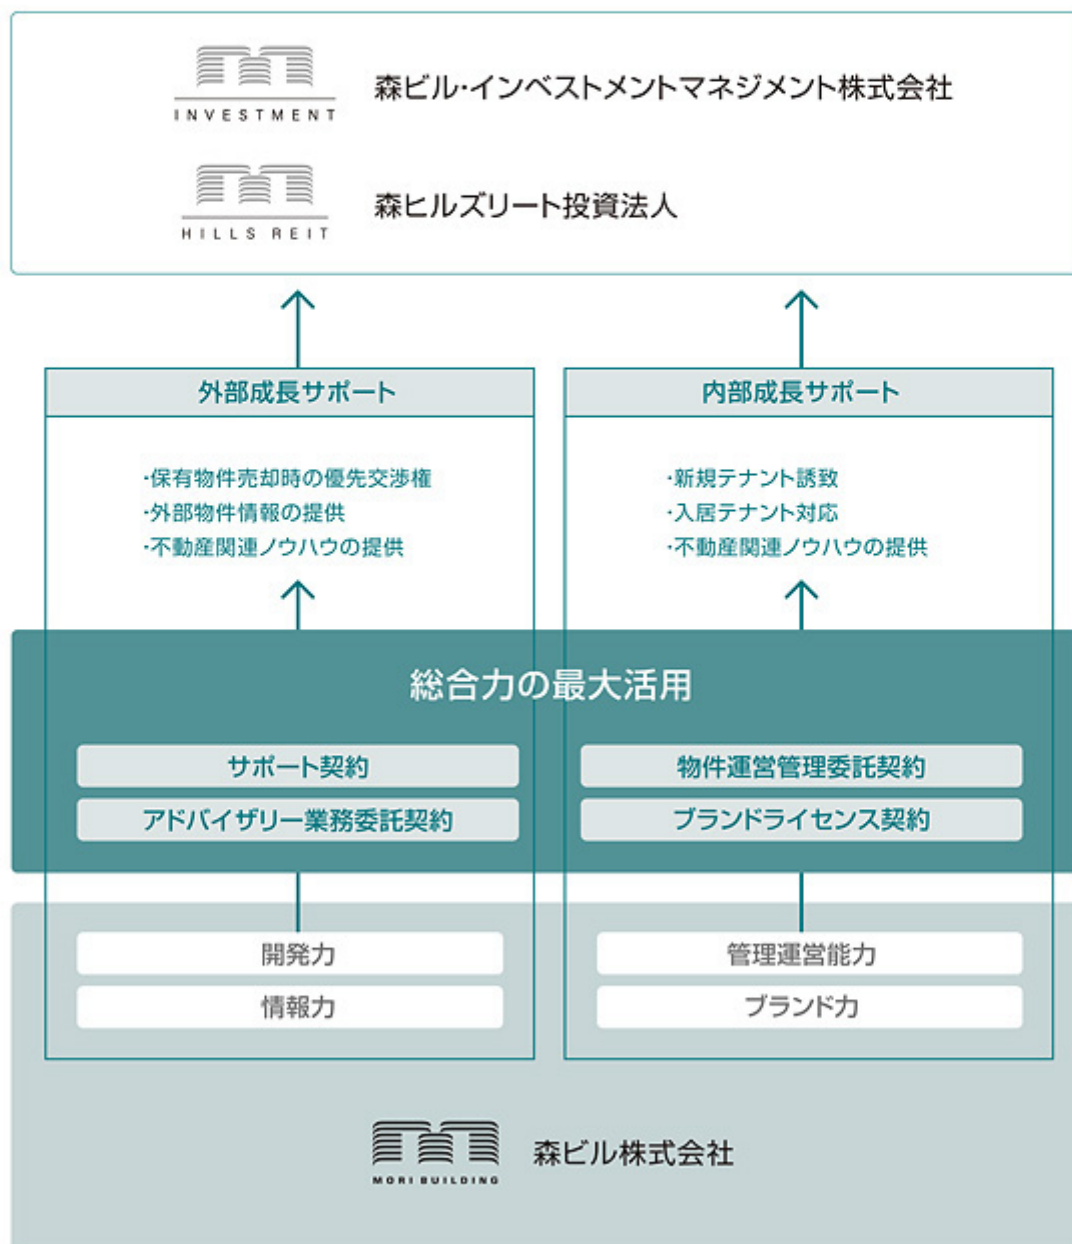 INVESTMENT
森ビル・インベストメントマネジメント株式会社
HILLS REIT
森ヒルズリート投資法人
外部成長サポート
・保有物件売却時の優先交渉権
・外部物件情報の提供
・不動産関連ノウハウの提供
内部成長サポート
・新規テナント誘致
・入居テナント対応
・不動産関連ノウハウの提供
総合力の最大活用
サポート契約
アドバイザリー業務委託契約
物件運営管理委託契約
ブランドライセンス契約
開発力
情報力
管理運営能力
ブランド力
MORI BUILDING
森ビル株式会社